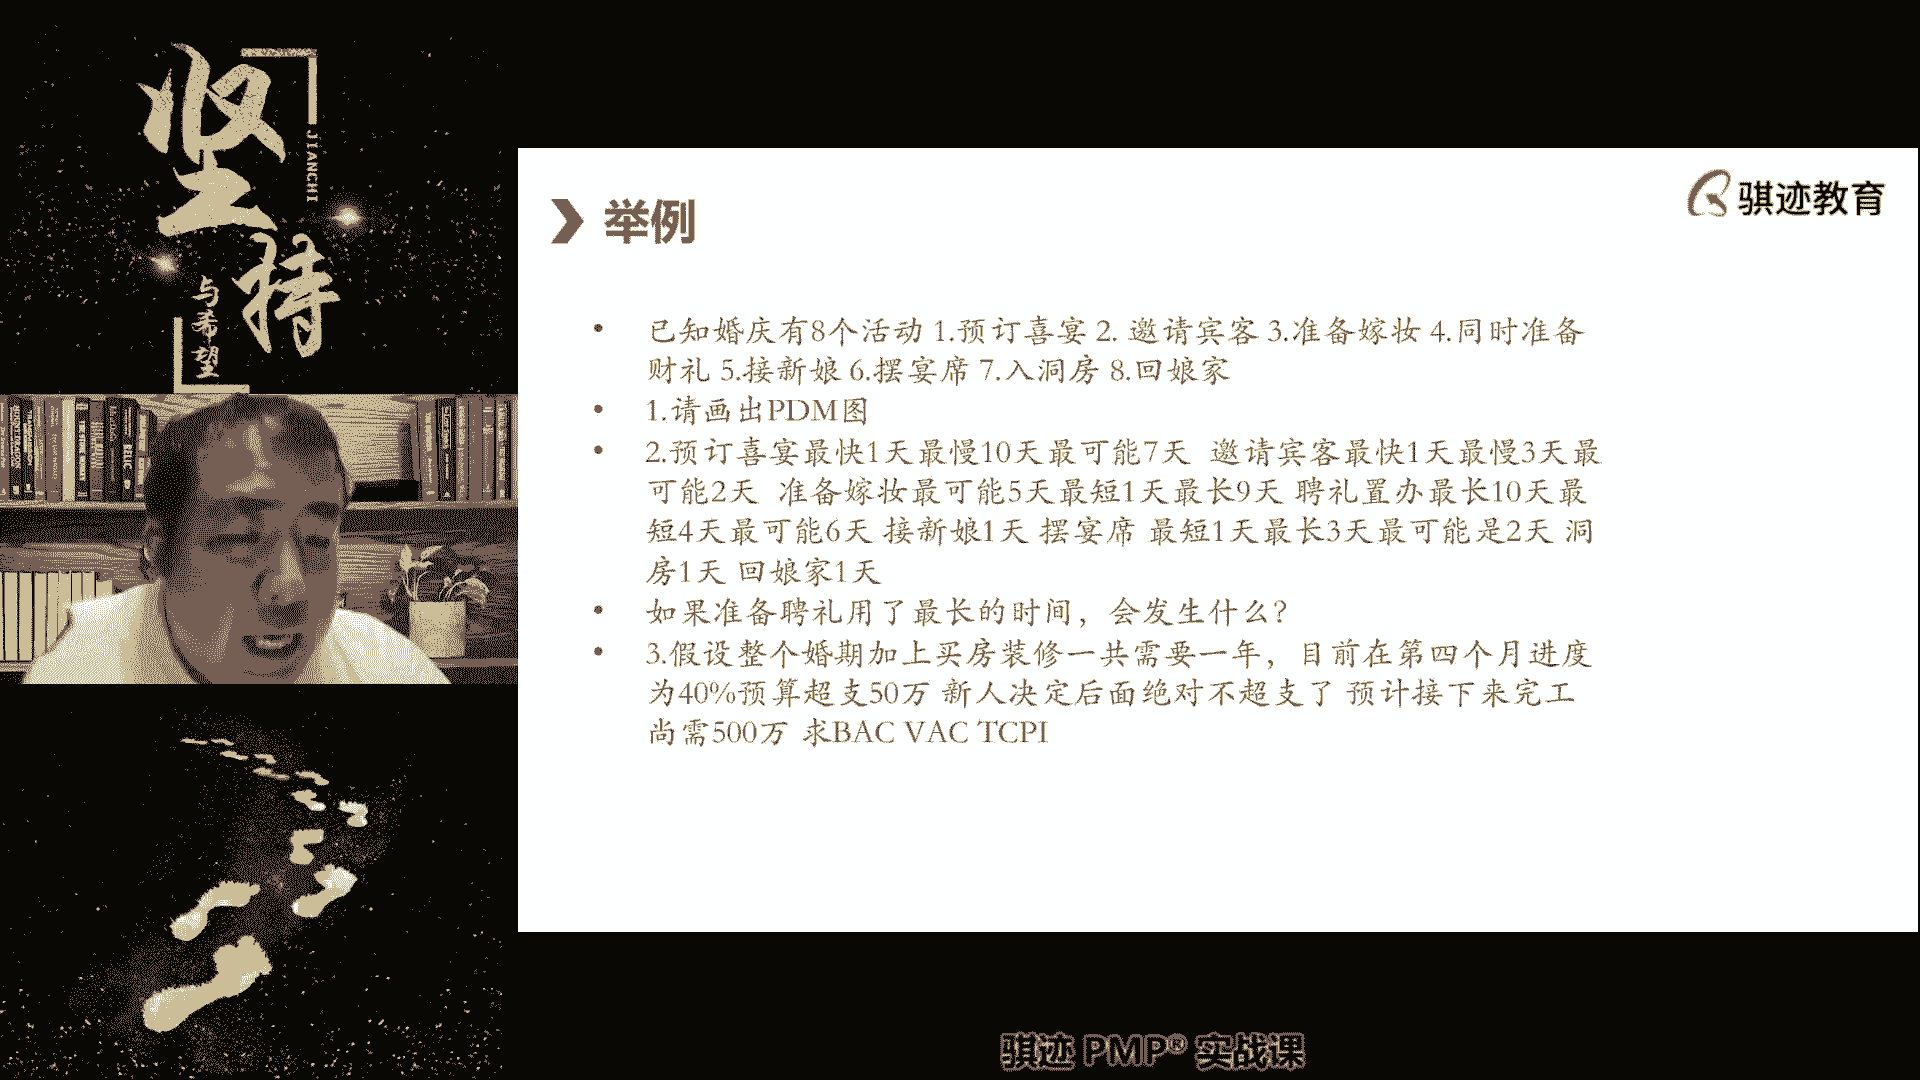 坚持
JIANCHI
与希望
骐迹教育
举例
• 已知婚庆有8个活动 1.预订喜宴 2. 邀请宾客 3.准备嫁妆 4.同时准备
财礼 5.接新娘 6.摆宴席 7.入洞房 8.回娘家
• 1.请画出PDM图
• 2.预订喜宴最快1天最慢10天最可能7天 邀请宾客最快1天最慢3天最
可能2天 准备嫁妆最可能5天最短1天最长9天 聘礼置办最长10天最
短4天最可能6天 接新娘1天 摆宴席 最短1天最长3天最可能是2天 洞
房1天 回娘家1天
• 如果准备聘礼用了最长的时间，会发生什么？
• 3.假设整个婚期加上买房装修一共需要一年，目前在第四个月进度
为40%预算超支50万 新人决定后面绝对不超支了 预计接下来完工
尚需500万 求BAC VAC TCPI
骐迹 PMP® 实战课